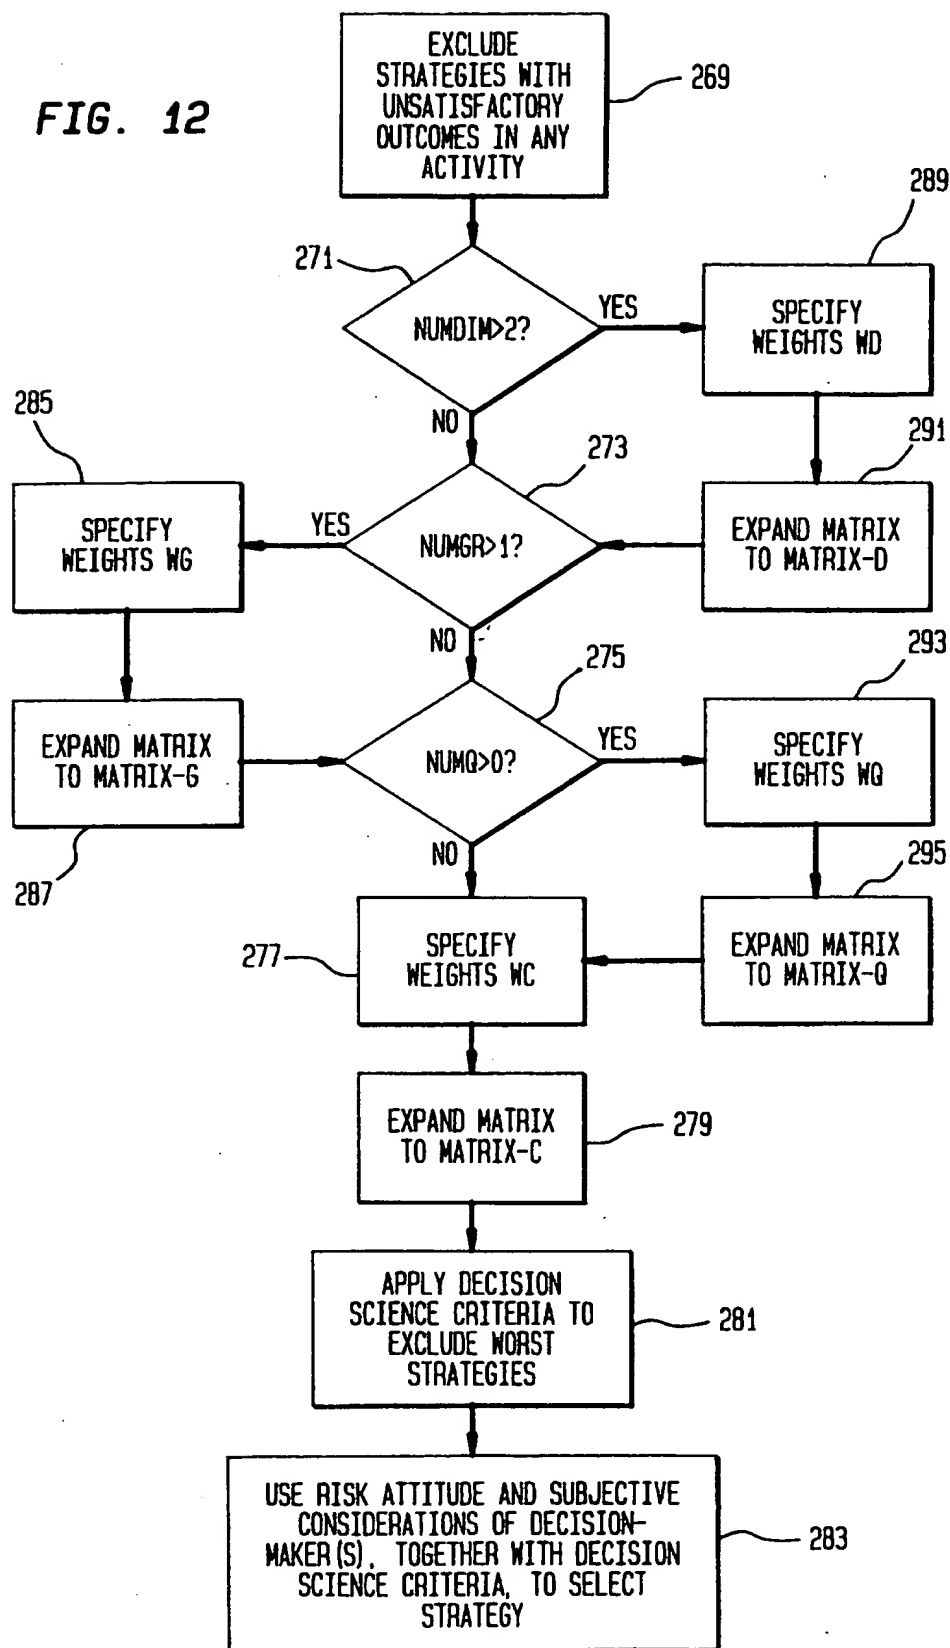 FIG. 12
EXCLUDE
STRATEGIES WITH
UNSATISFACTORY
OUTCOMES IN ANY
ACTIVITY
269
271
NUMDIM>2?
YES
NO
289
SPECIFY
WEIGHTS WD
291
EXPAND MATRIX
TO MATRIX-D
273
NUMGR>1?
YES
NO
285
SPECIFY
WEIGHTS WG
EXPAND MATRIX
TO MATRIX-G
287
275
NUMQ>0?
YES
NO
293
SPECIFY
WEIGHTS WQ
295
EXPAND MATRIX
TO MATRIX-Q
277
SPECIFY
WEIGHTS WC
EXPAND MATRIX
TO MATRIX-C
279
APPLY DECISION
SCIENCE CRITERIA TO
EXCLUDE WORST
STRATEGIES
281
USE RISK ATTITUDE AND SUBJECTIVE
CONSIDERATIONS OF DECISION-
MAKER(S), TOGETHER WITH DECISION
SCIENCE CRITERIA, TO SELECT
STRATEGY
283